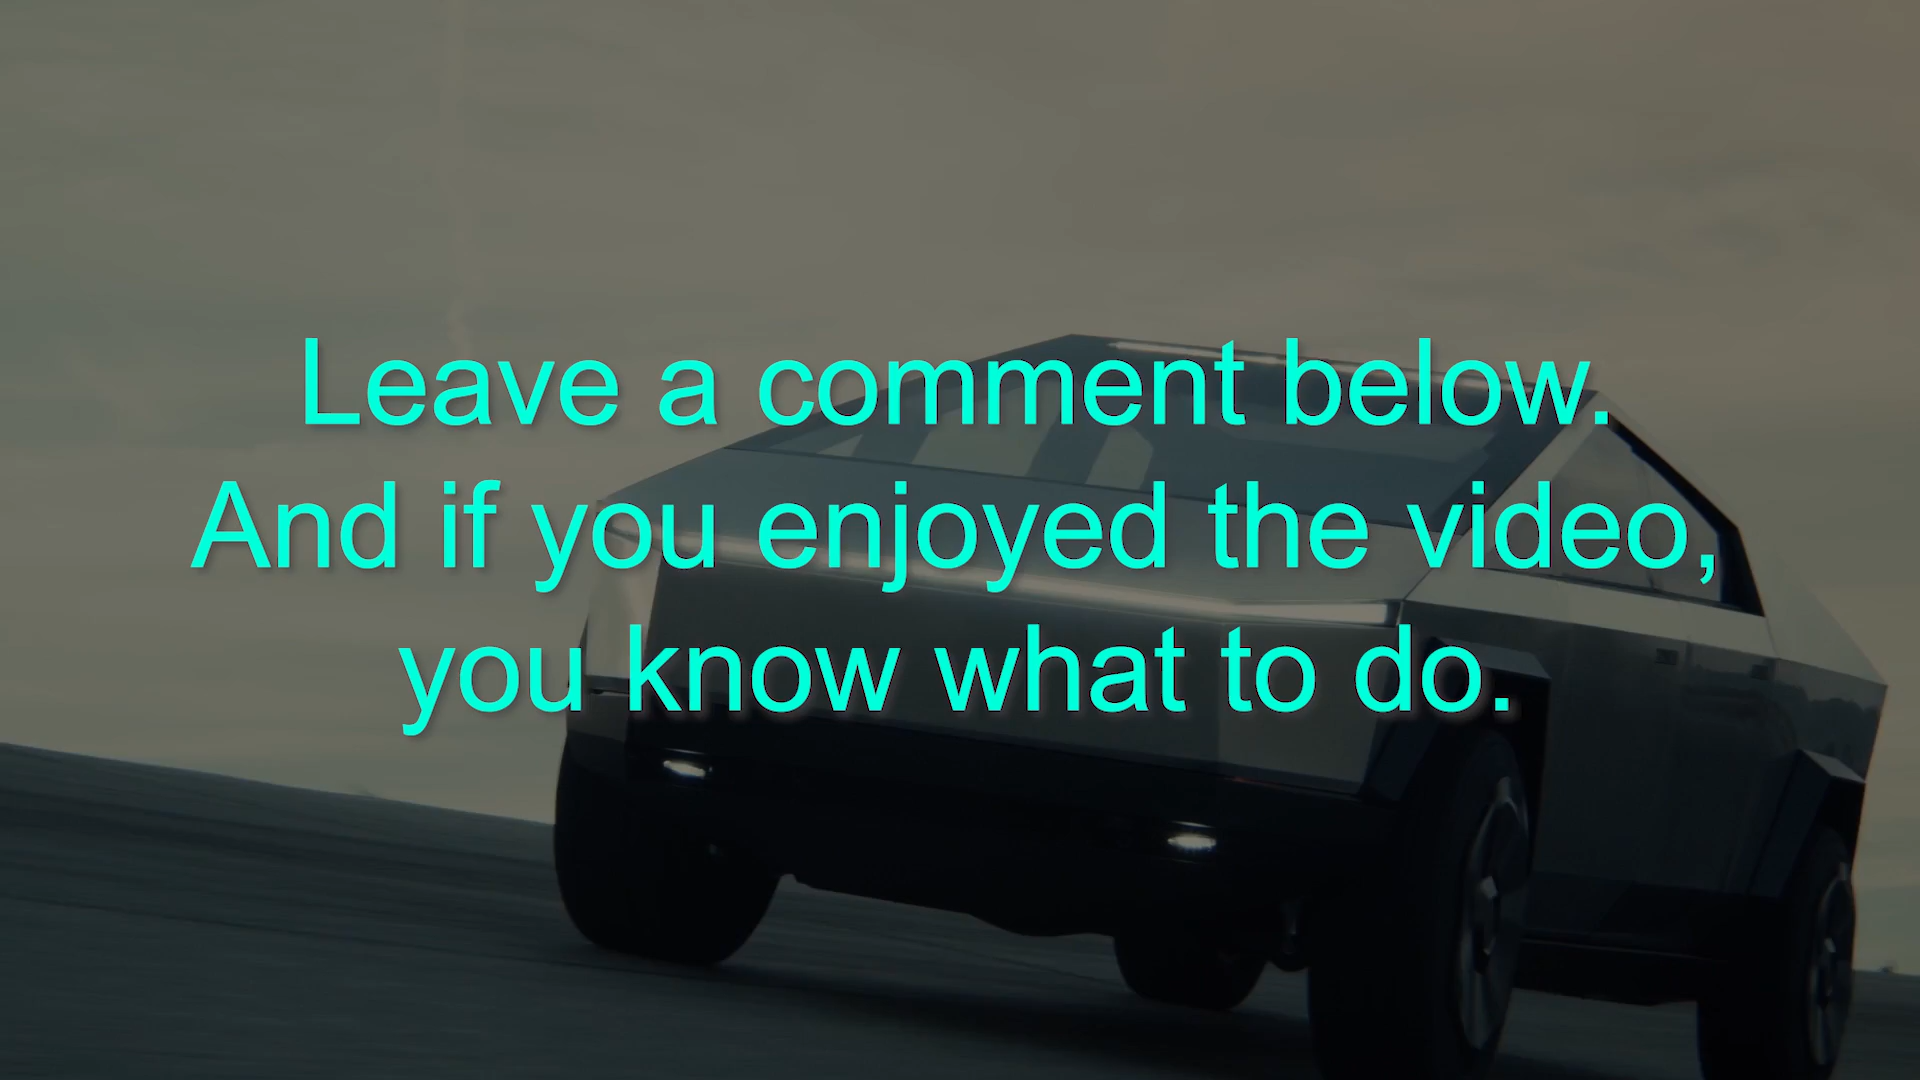 Leave a comment below.
And if you enjoyed the video,
you know what to do.